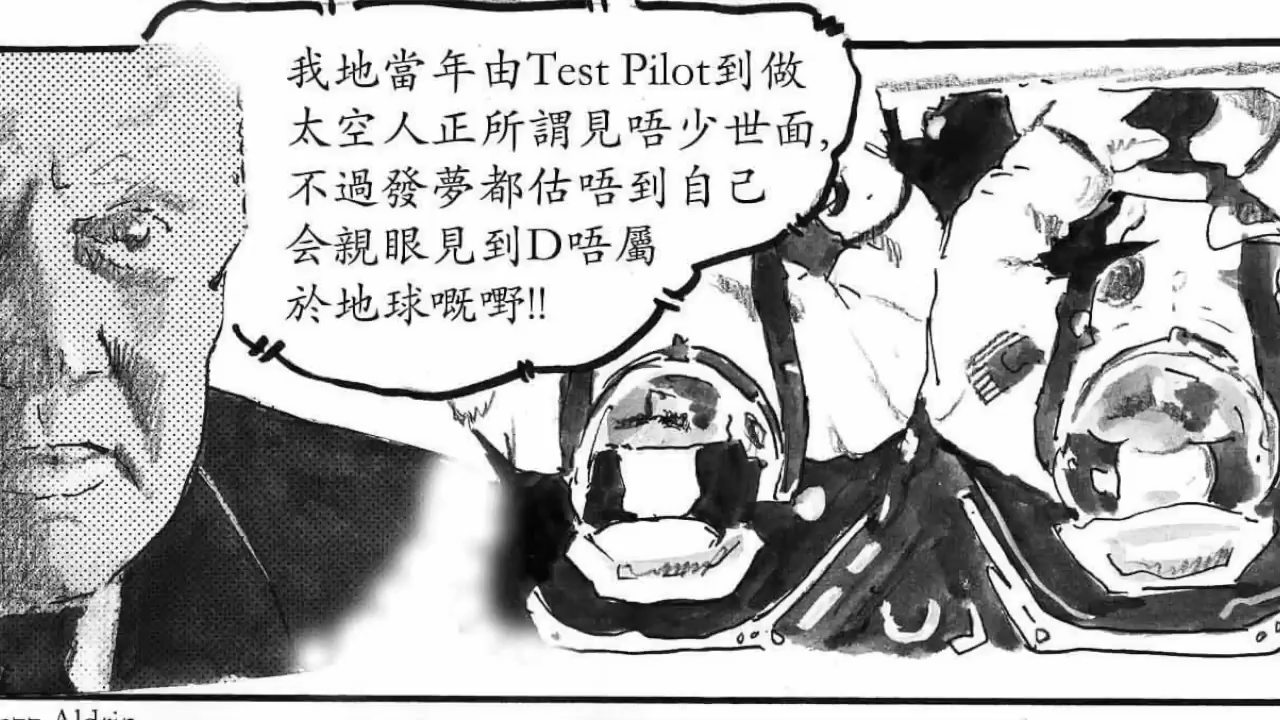 我地當年由Test Pilot到做
太空人正所謂見唔少世面,
不過發夢都估唔到自己
会親眼見到D唔屬
於地球嘅嘢!!
Aldrin